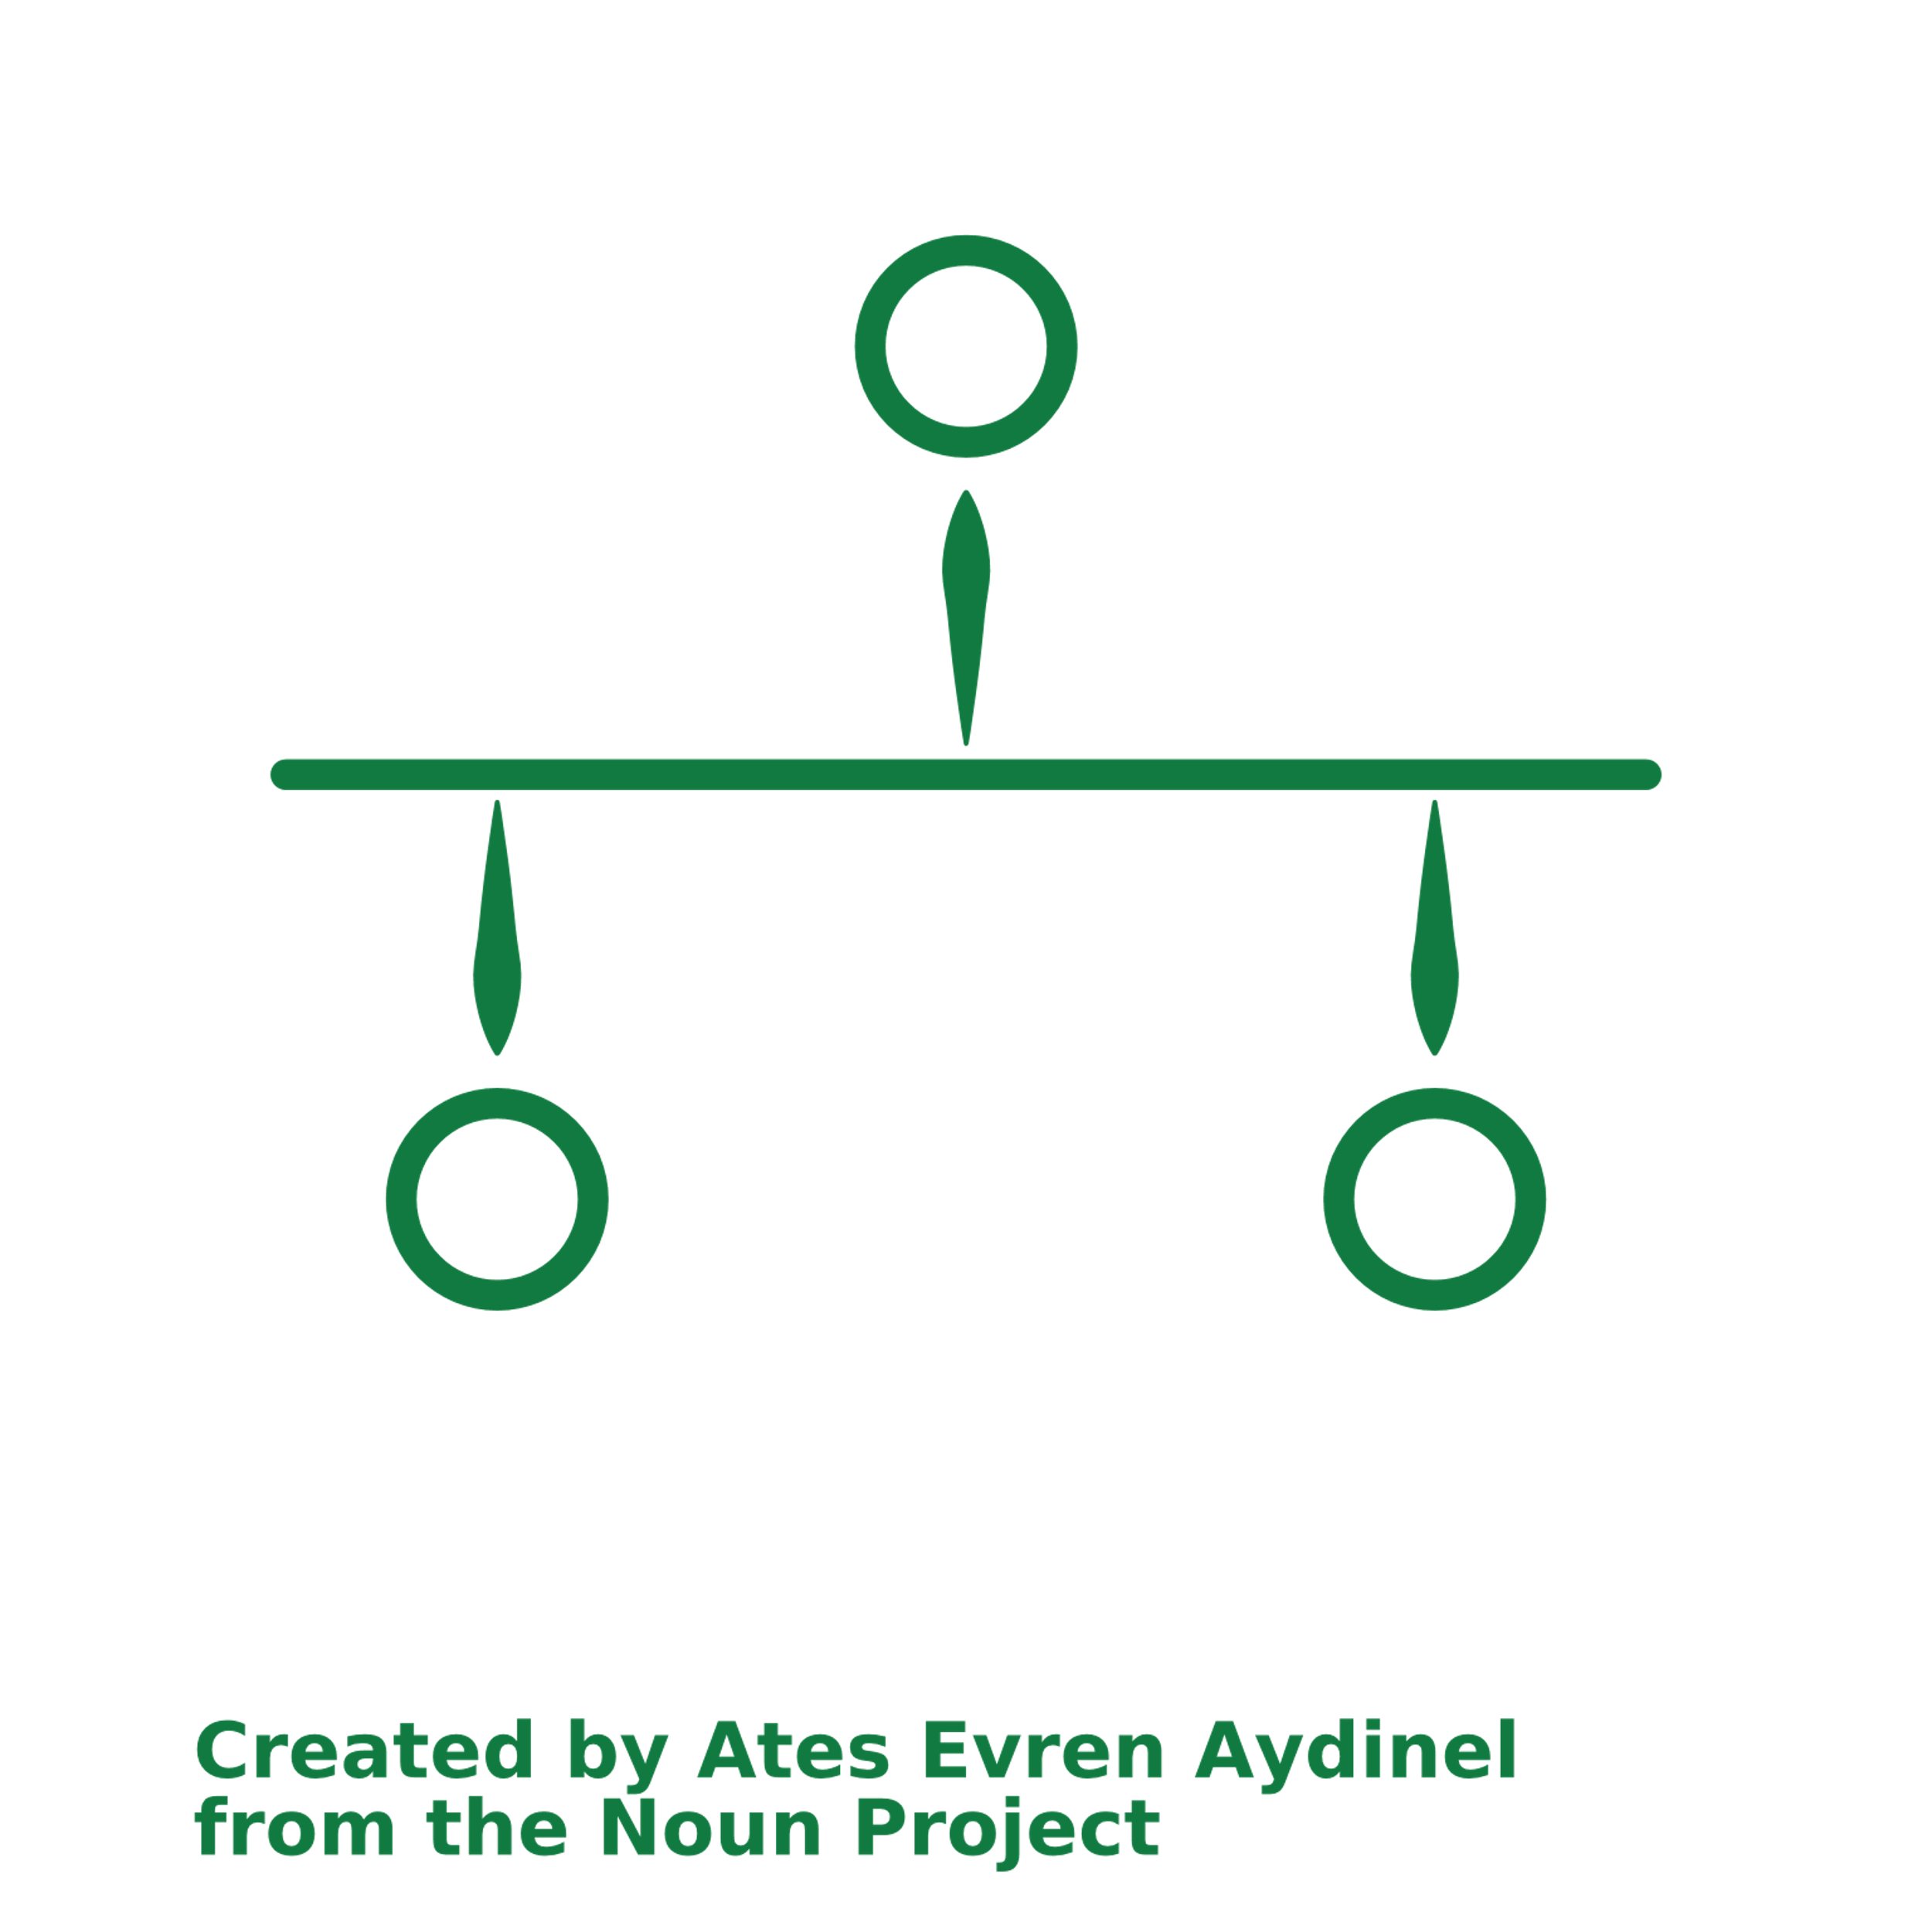 Created by Ates Evren Aydinel
from the Noun Project